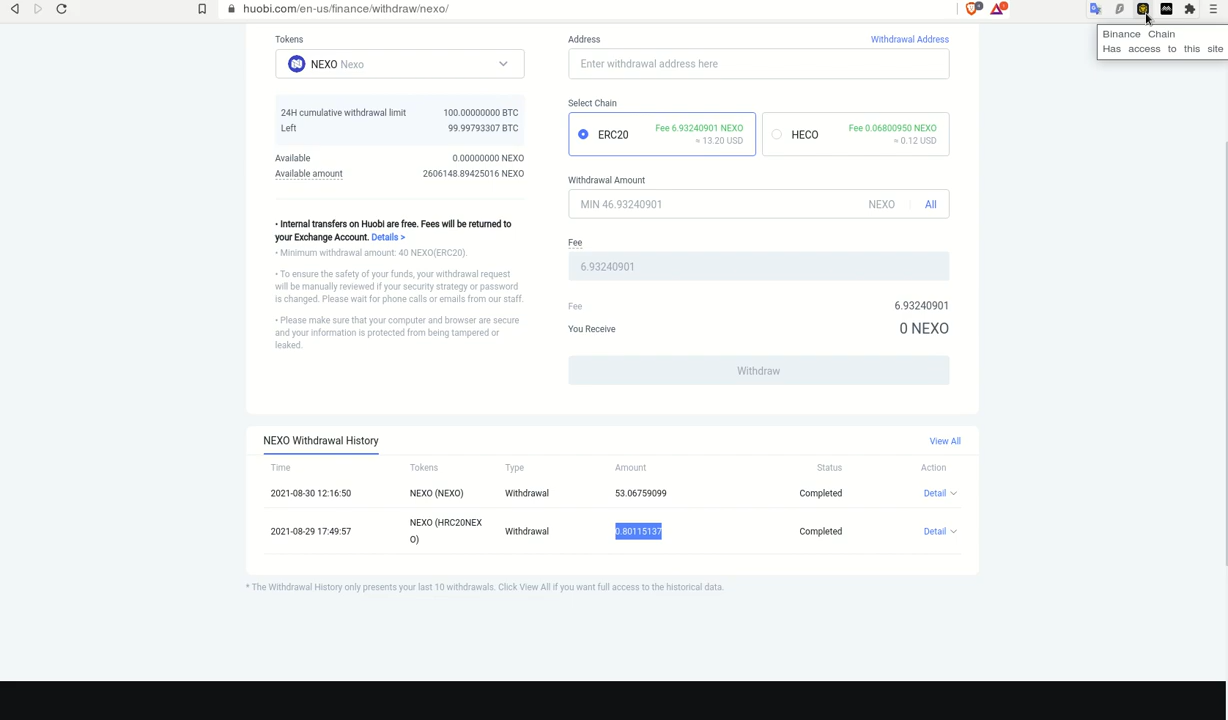 huobi.com/en-us/finance/withdraw/nexo/
Binance Chain
Has access to this site
Tokens
NEXO Nexo
24H cumulative withdrawal limit 100.00000000 BTC
Left 99.99793307 BTC
Available 0.00000000 NEXO
Available amount 2606148.89425016 NEXO
• Internal transfers on Huobi are free. Fees will be returned to
your Exchange Account. Details >
• Minimum withdrawal amount: 40 NEXO(ERC20).
• To ensure the safety of your funds, your withdrawal request
will be manually reviewed if your security strategy or password
is changed. Please wait for phone calls or emails from our staff.
• Please make sure that your computer and browser are secure
and your information is protected from being tampered or
leaked.
Address Withdrawal Address
Enter withdrawal address here
Select Chain
ERC20 Fee 6.93240901 NEXO
≈ 13.20 USD
HECO Fee 0.06800950 NEXO
≈ 0.12 USD
Withdrawal Amount
MIN 46.93240901 NEXO All
Fee
6.93240901
Fee 6.93240901
You Receive 0 NEXO
Withdraw
NEXO Withdrawal History View All
Time Tokens Type Amount Status Action
2021-08-30 12:16:50 NEXO (NEXO) Withdrawal 53.06759099 Completed Detail
2021-08-29 17:49:57 NEXO (HRC20NEX
O) Withdrawal 0.80115137 Completed Detail
* The Withdrawal History only presents your last 10 withdrawals. Click View All if you want full access to the historical data.